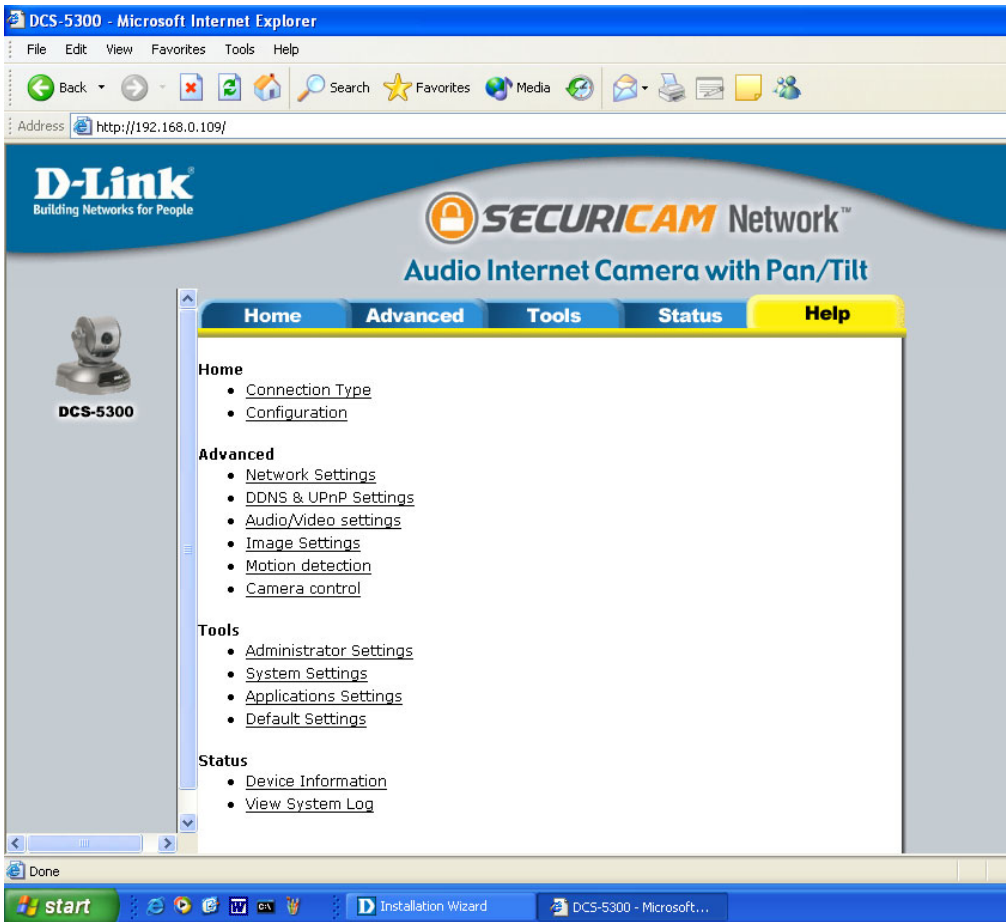 DCS-5300 - Microsoft Internet Explorer
File Edit View Favorites Tools Help
Back Search Favorites Media
Address http://192.168.0.109/
D-Link®
Building Networks for People
SECURICAM Network™
Audio Internet Camera with Pan/Tilt
Home Advanced Tools Status Help
DCS-5300
Home
• Connection Type
• Configuration
Advanced
• Network Settings
• DDNS & UPnP Settings
• Audio/Video settings
• Image Settings
• Motion detection
• Camera control
Tools
• Administrator Settings
• System Settings
• Applications Settings
• Default Settings
Status
• Device Information
• View System Log
Done
start Installation Wizard DCS-5300 - Microsoft...